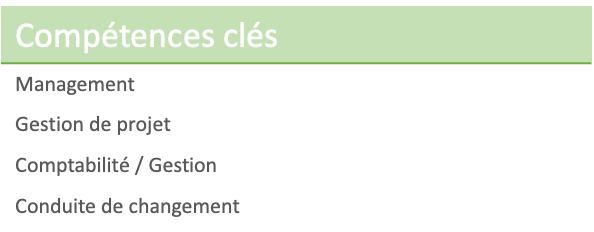 Compétences clés
Management
Gestion de projet
Comptabilité / Gestion
Conduite de changement